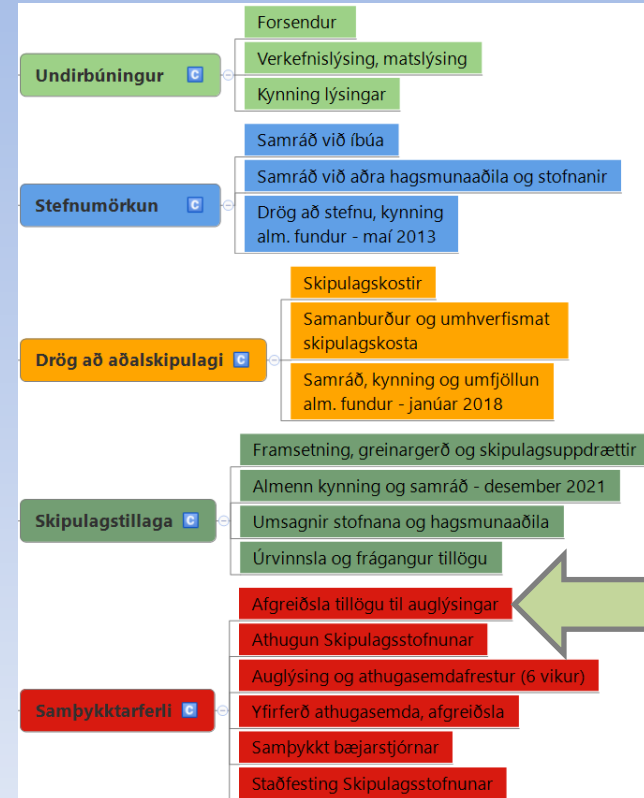 Undirbúningur C
Forsendur
Verkefnislýsing, matslýsing
Kynning lýsingar
Stefnumörkun C
Samráð við íbúa
Samráð við aðra hagsmunaaðila og stofnanir
Drög að stefnu, kynning
alm. fundur - maí 2013
Drög að aðalskipulagi C
Skipulagskostir
Samanburður og umhverfismat
skipulagskosta
Samráð, kynning og umfjöllun
alm. fundur - janúar 2018
Skipulagstillaga C
Framsetning, greinargerð og skipulagsuppdrættir
Almenn kynning og samráð - desember 2021
Umsagnir stofnana og hagsmunaaðila
Úrvinnsla og frágangur tillögu
Samþykktarferli C
Afgreiðsla tillögu til auglýsingar
Athugun Skipulagsstofnunar
Auglýsing og athugasemdafrestur (6 vikur)
Yfirferð athugasemda, afgreiðsla
Samþykkt bæjarstjórnar
Staðfesting Skipulagsstofnunar